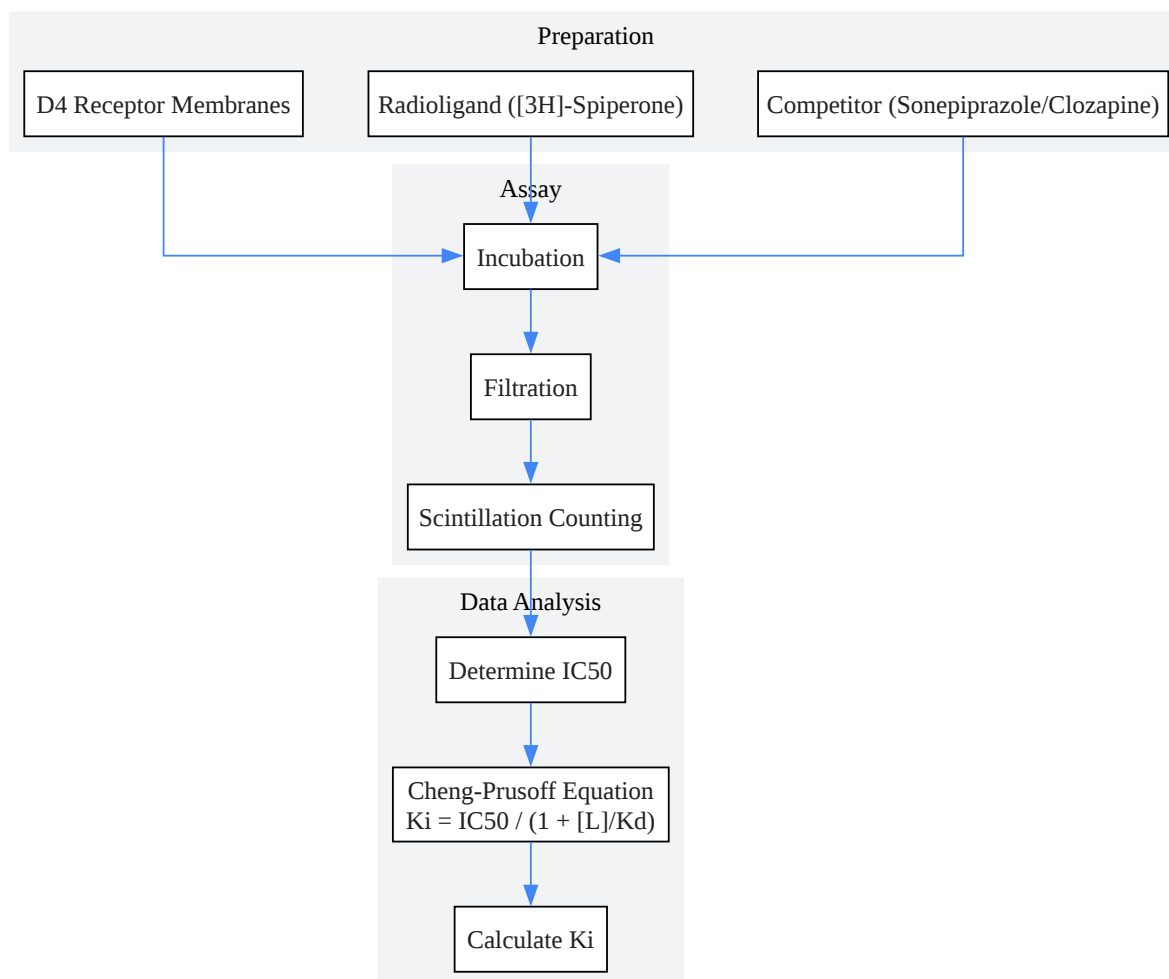 Preparation
D4 Receptor Membranes
Radioligand ([3H]-Spiperone)
Competitor (Sonepiprazole/Clozapine)
Assay
Incubation
Filtration
Scintillation Counting
Data Analysis
Determine IC50
Cheng-Prusoff Equation
Ki = IC50 / (1 + [L]/Kd)
Calculate Ki